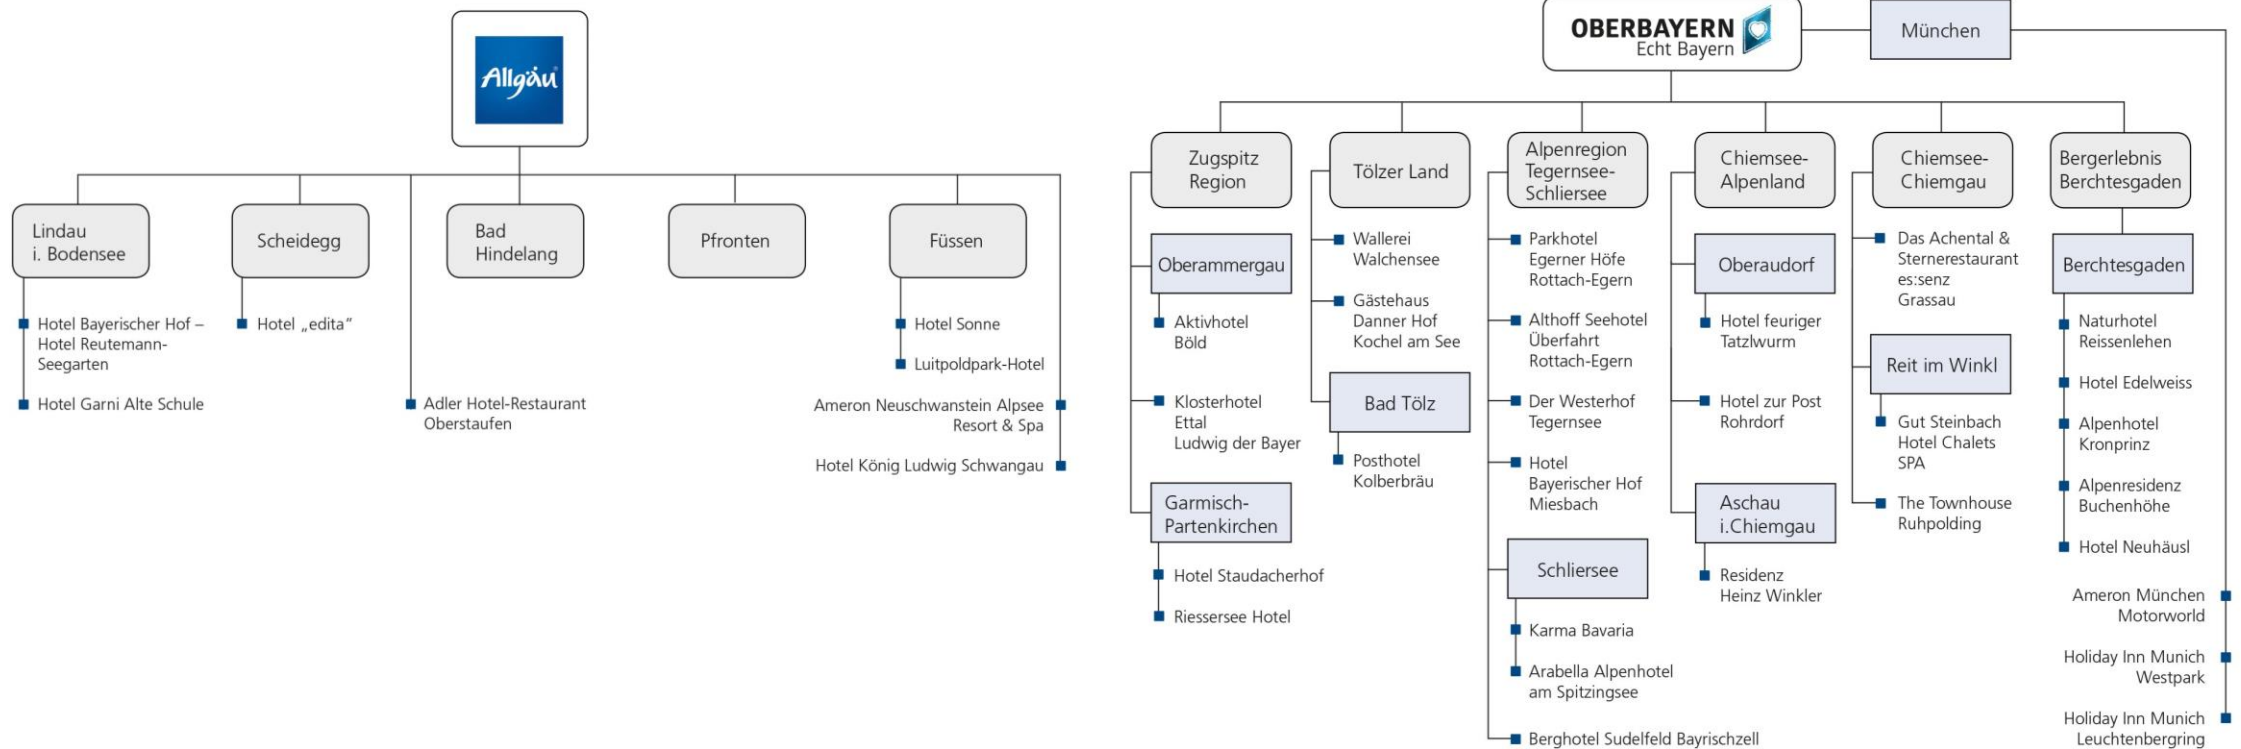 Allgäu
Lindau
i. Bodensee
Hotel Bayerischer Hof –
Hotel Reutemann-
Seegarten
Hotel Garni Alte Schule
Scheidegg
Hotel „edita“
Adler Hotel-Restaurant
Oberstaufen
Bad
Hindelang
Pfronten
Füssen
Hotel Sonne
Luitpoldpark-Hotel
Ameron Neuschwanstein Alpsee
Resort & Spa
Hotel König Ludwig Schwangau
OBERBAYERN
Echt Bayern
München
Zugspitz
Region
Oberammergau
Aktivhotel
Böld
Klosterhotel
Ettal
Ludwig der Bayer
Garmisch-
Partenkirchen
Hotel Staudacherhof
Riessersee Hotel
Tölzer Land
Wallerei
Walchensee
Gästehaus
Danner Hof
Kochel am See
Bad Tölz
Posthotel
Kolberbräu
Alpenregion
Tegernsee-
Schliersee
Parkhotel
Egerner Höfe
Rottach-Egern
Althoff Seehotel
Überfahrt
Rottach-Egern
Der Westerhof
Tegernsee
Hotel
Bayerischer Hof
Miesbach
Schliersee
Karma Bavaria
Arabella Alpenhotel
am Spitzingsee
Berghotel Sudelfeld Bayrischzell
Chiemsee-
Alpenland
Oberaudorf
Hotel feuriger
Tatzlwurm
Hotel zur Post
Rohrdorf
Aschau
i.Chiemgau
Residenz
Heinz Winkler
Chiemsee-
Chiemgau
Das Achental &
Sternerestaurant
es:senz
Grassau
Reit im Winkl
Gut Steinbach
Hotel Chalets
SPA
The Townhouse
Ruhpolding
Bergerlebnis
Berchtesgaden
Berchtesgaden
Naturhotel
Reissenlehen
Hotel Edelweiss
Alpenhotel
Kronprinz
Alpenresidenz
Buchenhöhe
Hotel Neuhäusl
Ameron München
Motorworld
Holiday Inn Munich
Westpark
Holiday Inn Munich
Leuchtenbergring